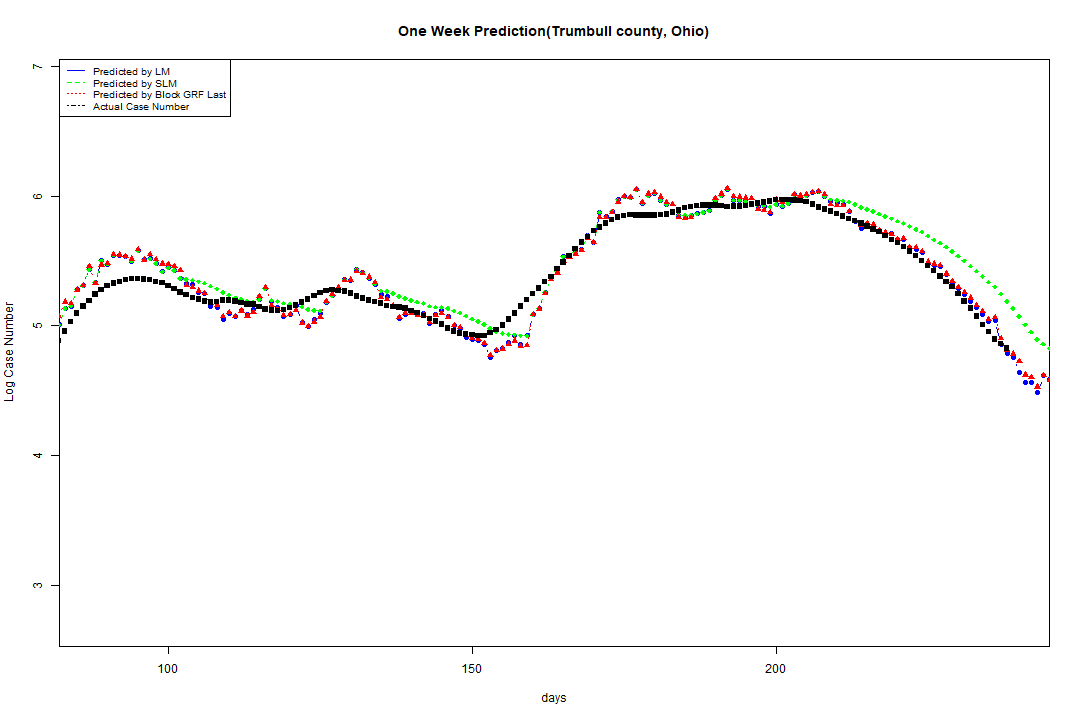 One Week Prediction(Trumbull county, Ohio)
Predicted by LM
Predicted by SLM
Predicted by Block GRF Last
Actual Case Number
7
6
5
4
3
Log Case Number
100 150 200
days